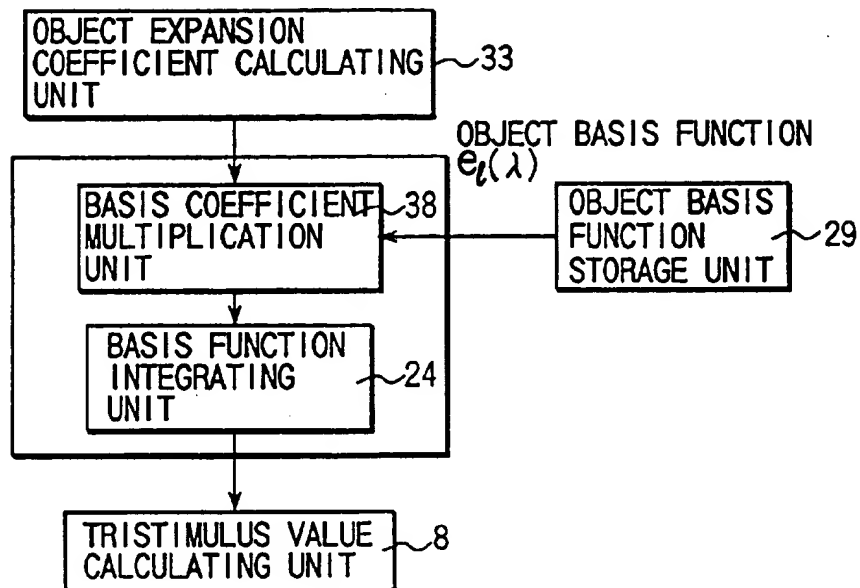 OBJECT EXPANSION
COEFFICIENT CALCULATING
UNIT
33
OBJECT BASIS FUNCTION
eℓ(λ)
BASIS COEFFICIENT
MULTIPLICATION
UNIT
38
OBJECT BASIS
FUNCTION
STORAGE UNIT
29
BASIS FUNCTION
INTEGRATING
UNIT
24
TRISTIMULUS VALUE
CALCULATING UNIT
8